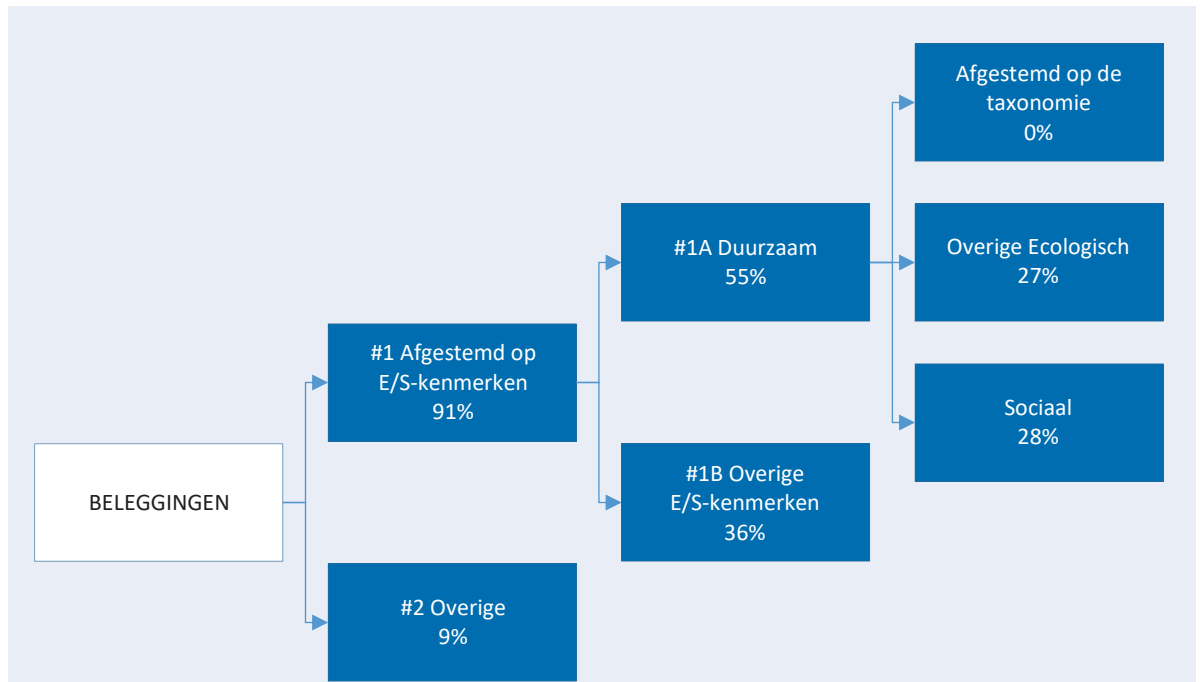 BELEGGINGEN
#1 Afgestemd op
E/S-kenmerken
91%
#2 Overige
9%
#1A Duurzaam
55%
#1B Overige
E/S-kenmerken
36%
Afgestemd op de
taxonomie
0%
Overige Ecologisch
27%
Sociaal
28%